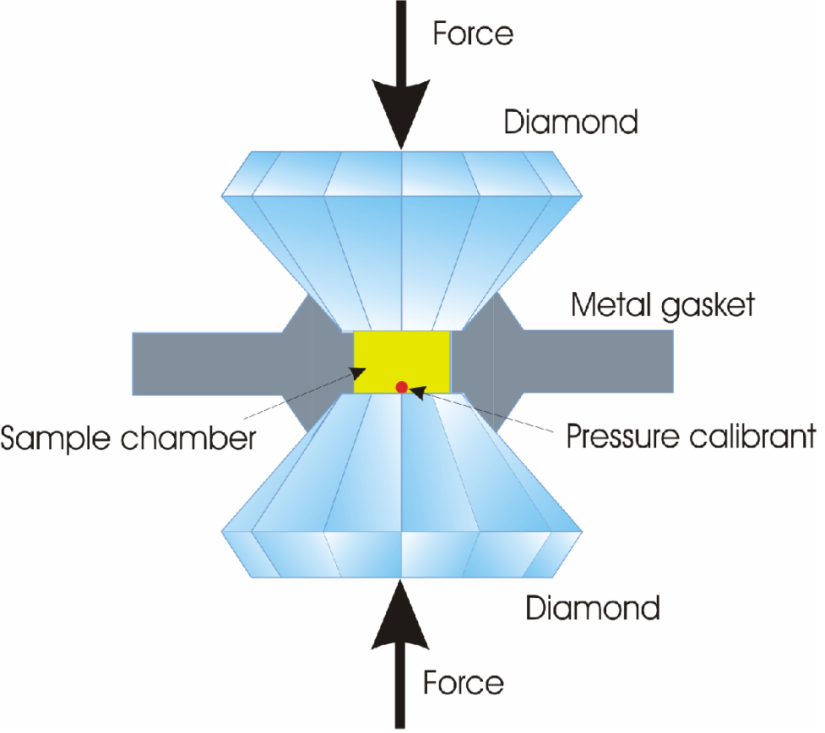 Force
Diamond
Metal gasket
Sample chamber
Pressure calibrant
Diamond
Force